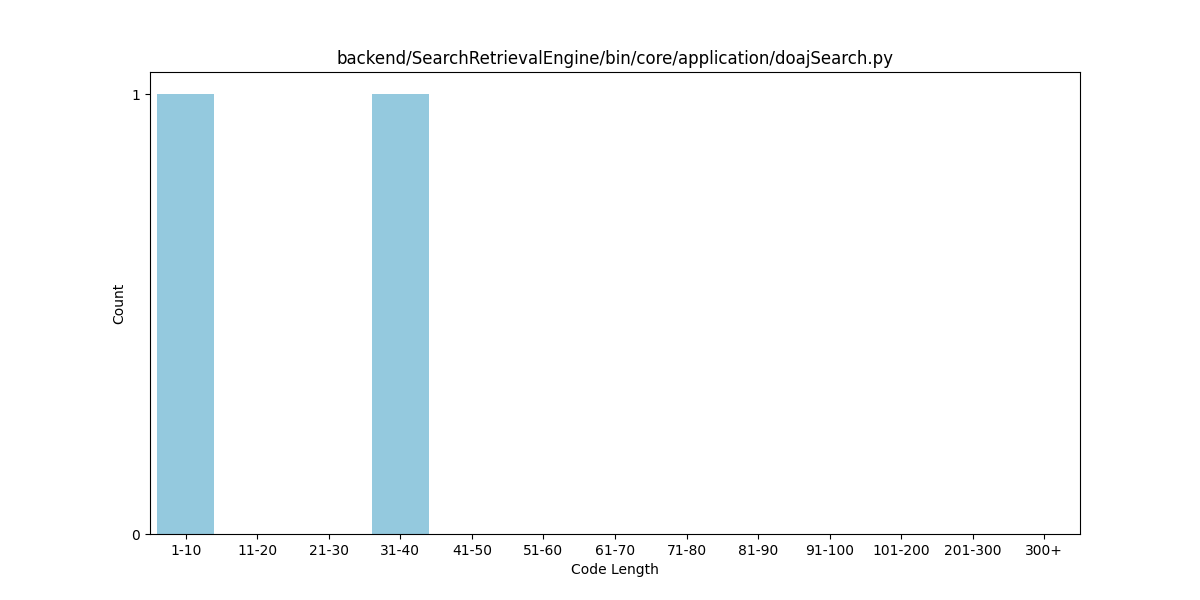 backend/SearchRetrievalEngine/bin/core/application/doajSearch.py
1
Count
0
1-10 11-20 21-30 31-40 41-50 51-60 61-70 71-80 81-90 91-100 101-200 201-300 300+
Code Length